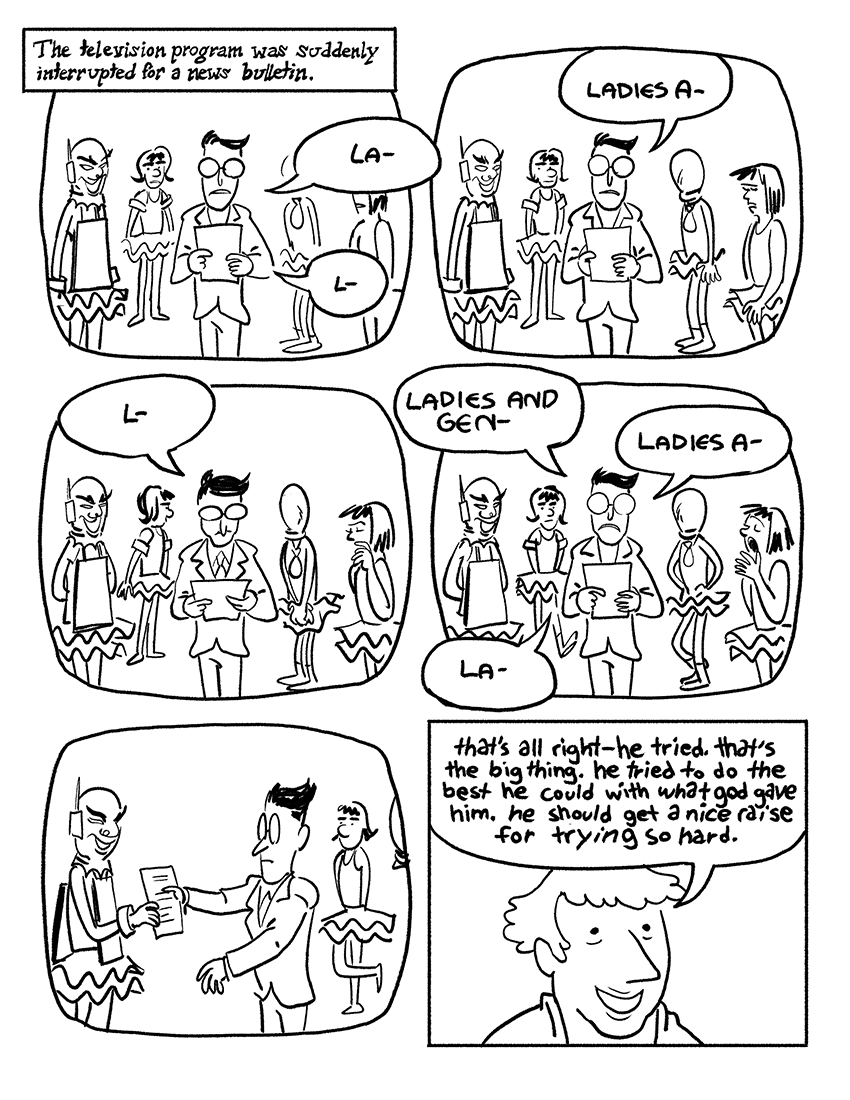 The television program was suddenly
interrupted for a news bulletin.
LA-
L-
LADIES A-
L-
LADIES AND
GEN-
LADIES A-
LA-
that's all right—he tried. that's
the big thing. he tried to do the
best he could with what god gave
him. he should get a nice raise
for trying so hard.